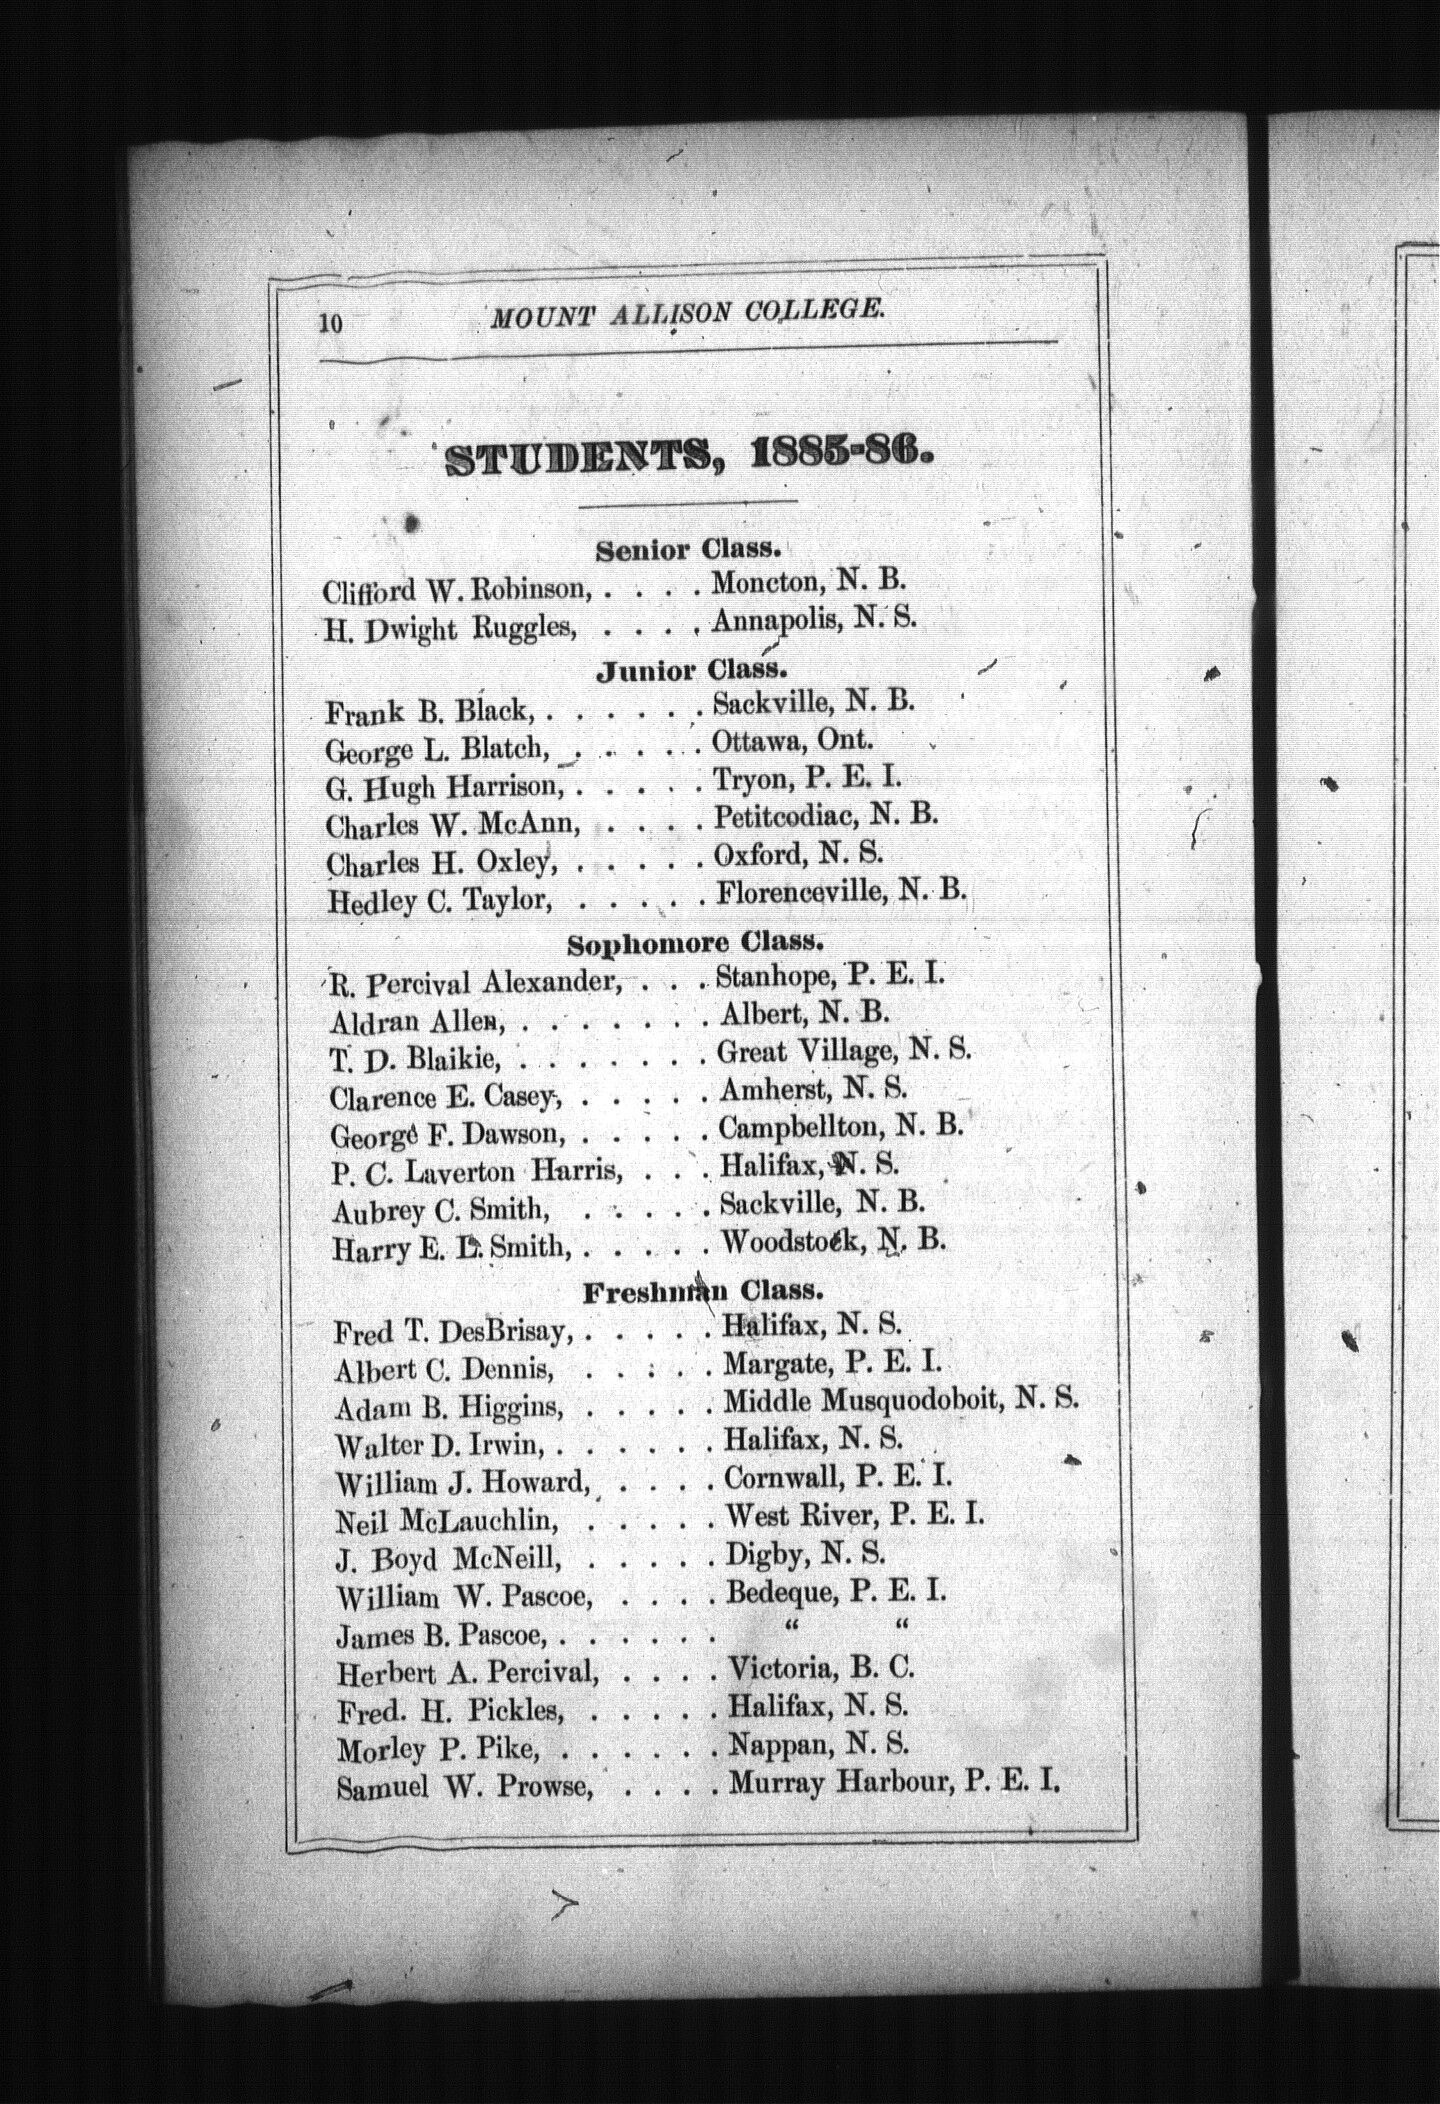 10 MOUNT ALLISON COLLEGE.
STUDENTS, 1885-86.
Senior Class.
Clifford W. Robinson, . . . . Moncton, N. B.
H. Dwight Ruggles, . . . . Annapolis, N. S.
Junior Class.
Frank B. Black, . . . . . . Sackville, N. B.
George L. Blatch, . . . . . Ottawa, Ont.
G. Hugh Harrison, . . . . . Tryon, P. E. I.
Charles W. McAnn, . . . . Petitcodiac, N. B.
Charles H. Oxley, . . . . . Oxford, N. S.
Hedley C. Taylor, . . . . . Florenceville, N. B.
Sophomore Class.
R. Percival Alexander, . . . Stanhope, P. E. I.
Aldran Allen, . . . . . . . Albert, N. B.
T. D. Blaikie, . . . . . . . Great Village, N. S.
Clarence E. Casey, . . . . . Amherst, N. S.
George F. Dawson, . . . . . Campbellton, N. B.
P. C. Laverton Harris, . . . Halifax, N. S.
Aubrey C. Smith, . . . . . Sackville, N. B.
Harry E. L. Smith, . . . . . Woodstock, N. B.
Freshman Class.
Fred T. DesBrisay, . . . . . Halifax, N. S.
Albert C. Dennis, . . . . . Margate, P. E. I.
Adam B. Higgins, . . . . . Middle Musquodoboit, N. S.
Walter D. Irwin, . . . . . . Halifax, N. S.
William J. Howard, . . . . Cornwall, P. E. I.
Neil McLauchlin, . . . . . West River, P. E. I.
J. Boyd McNeill, . . . . . Digby, N. S.
William W. Pascoe, . . . . Bedeque, P. E. I.
James B. Pascoe, . . . . . . “ “
Herbert A. Percival, . . . . Victoria, B. C.
Fred. H. Pickles, . . . . . Halifax, N. S.
Morley P. Pike, . . . . . . Nappan, N. S.
Samuel W. Prowse, . . . . Murray Harbour, P. E. I.